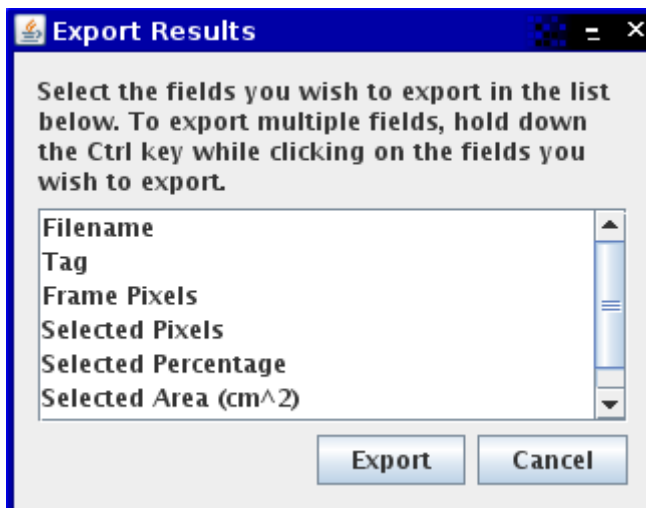 Export Results
Select the fields you wish to export in the list
below. To export multiple fields, hold down
the Ctrl key while clicking on the fields you
wish to export.
Filename
Tag
Frame Pixels
Selected Pixels
Selected Percentage
Selected Area (cm^2)
Export Cancel